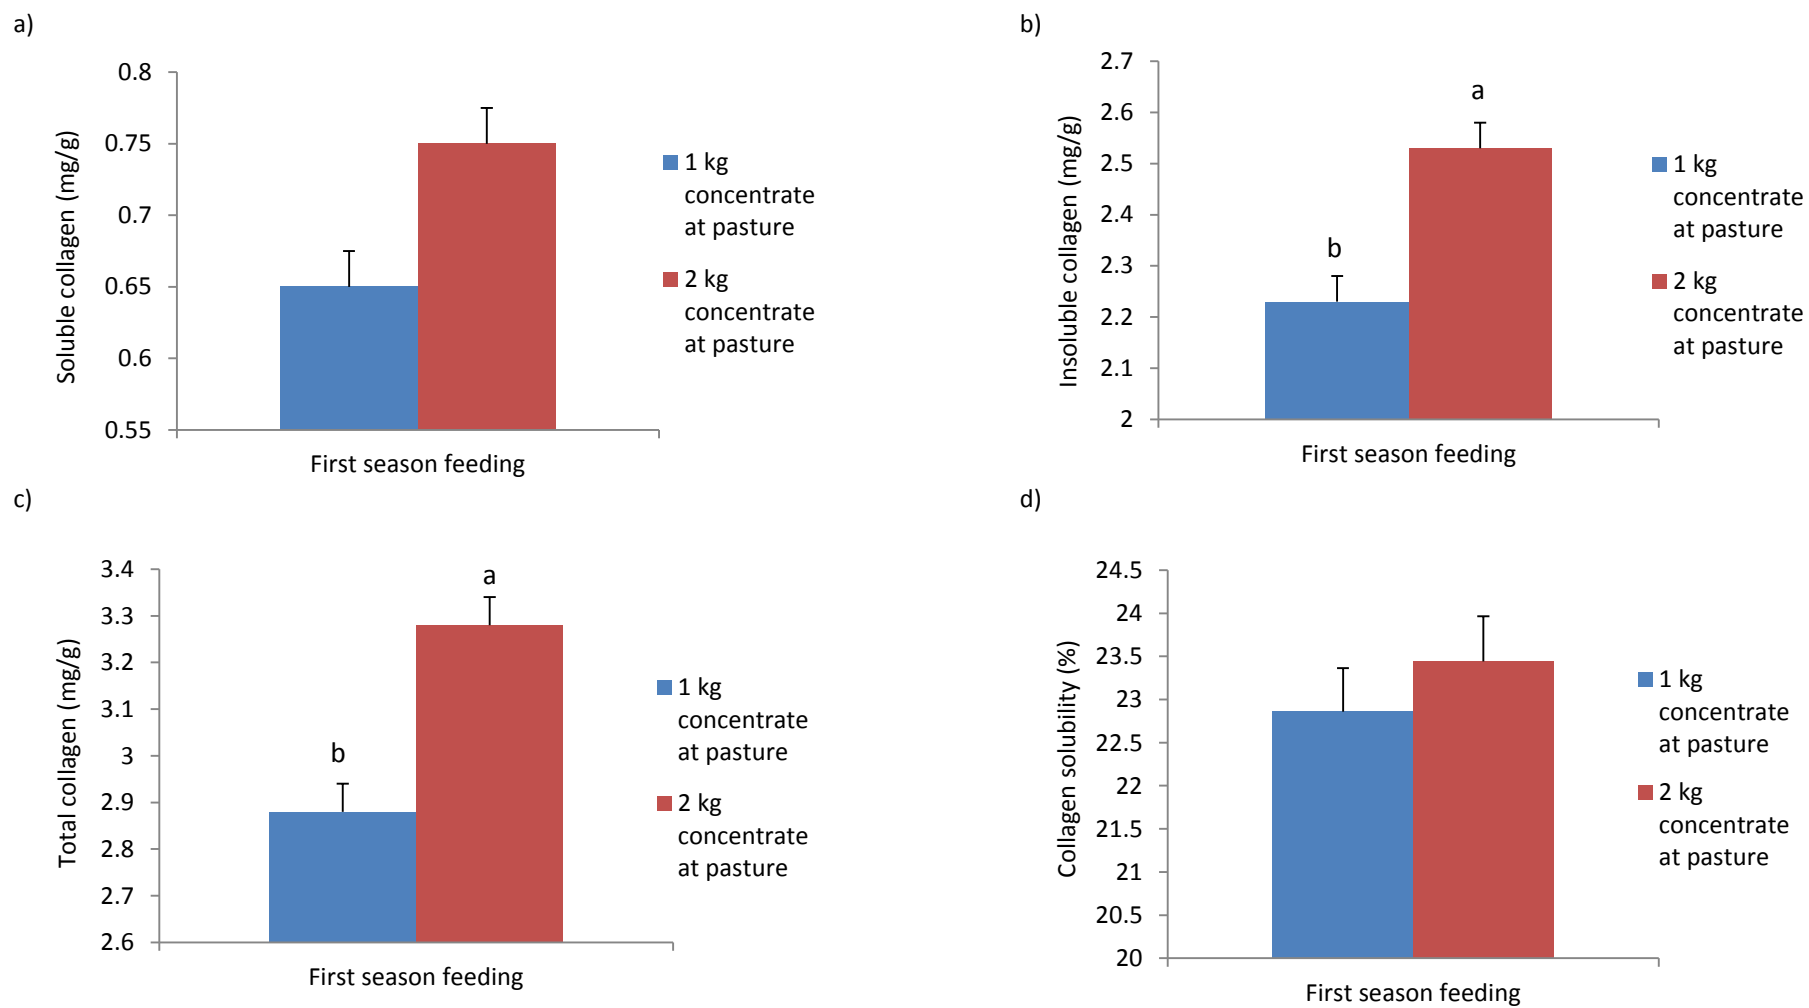 a)
0.8
0.75
0.7
0.65
0.6
0.55
Soluble collagen (mg/g)
First season feeding
1 kg
concentrate
at pasture
2 kg
concentrate
at pasture
b)
2.7
2.6
2.5
2.4
2.3
2.2
2.1
2
Insoluble collagen (mg/g)
b
a
First season feeding
1 kg
concentrate
at pasture
2 kg
concentrate
at pasture
c)
3.4
3.3
3.2
3.1
3
2.9
2.8
2.7
2.6
Total collagen (mg/g)
b
a
First season feeding
1 kg
concentrate
at pasture
2 kg
concentrate
at pasture
d)
24.5
24
23.5
23
22.5
22
21.5
21
20.5
20
Collagen solubility (%)
First season feeding
1 kg
concentrate
at pasture
2 kg
concentrate
at pasture